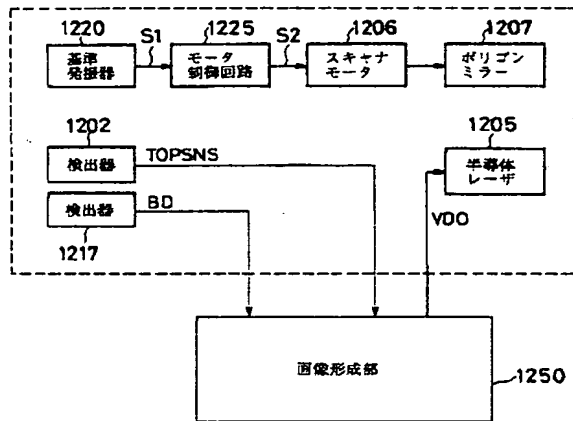 1220
1225
1206
1207
S1
S2
基準
発振器
モータ
制御回路
スキャナ
モータ
ポリゴン
ミラー
1202
1205
検出器
TOPSNS
半導体
レーザ
検出器
BD
1217
VDO
画像形成部
1250